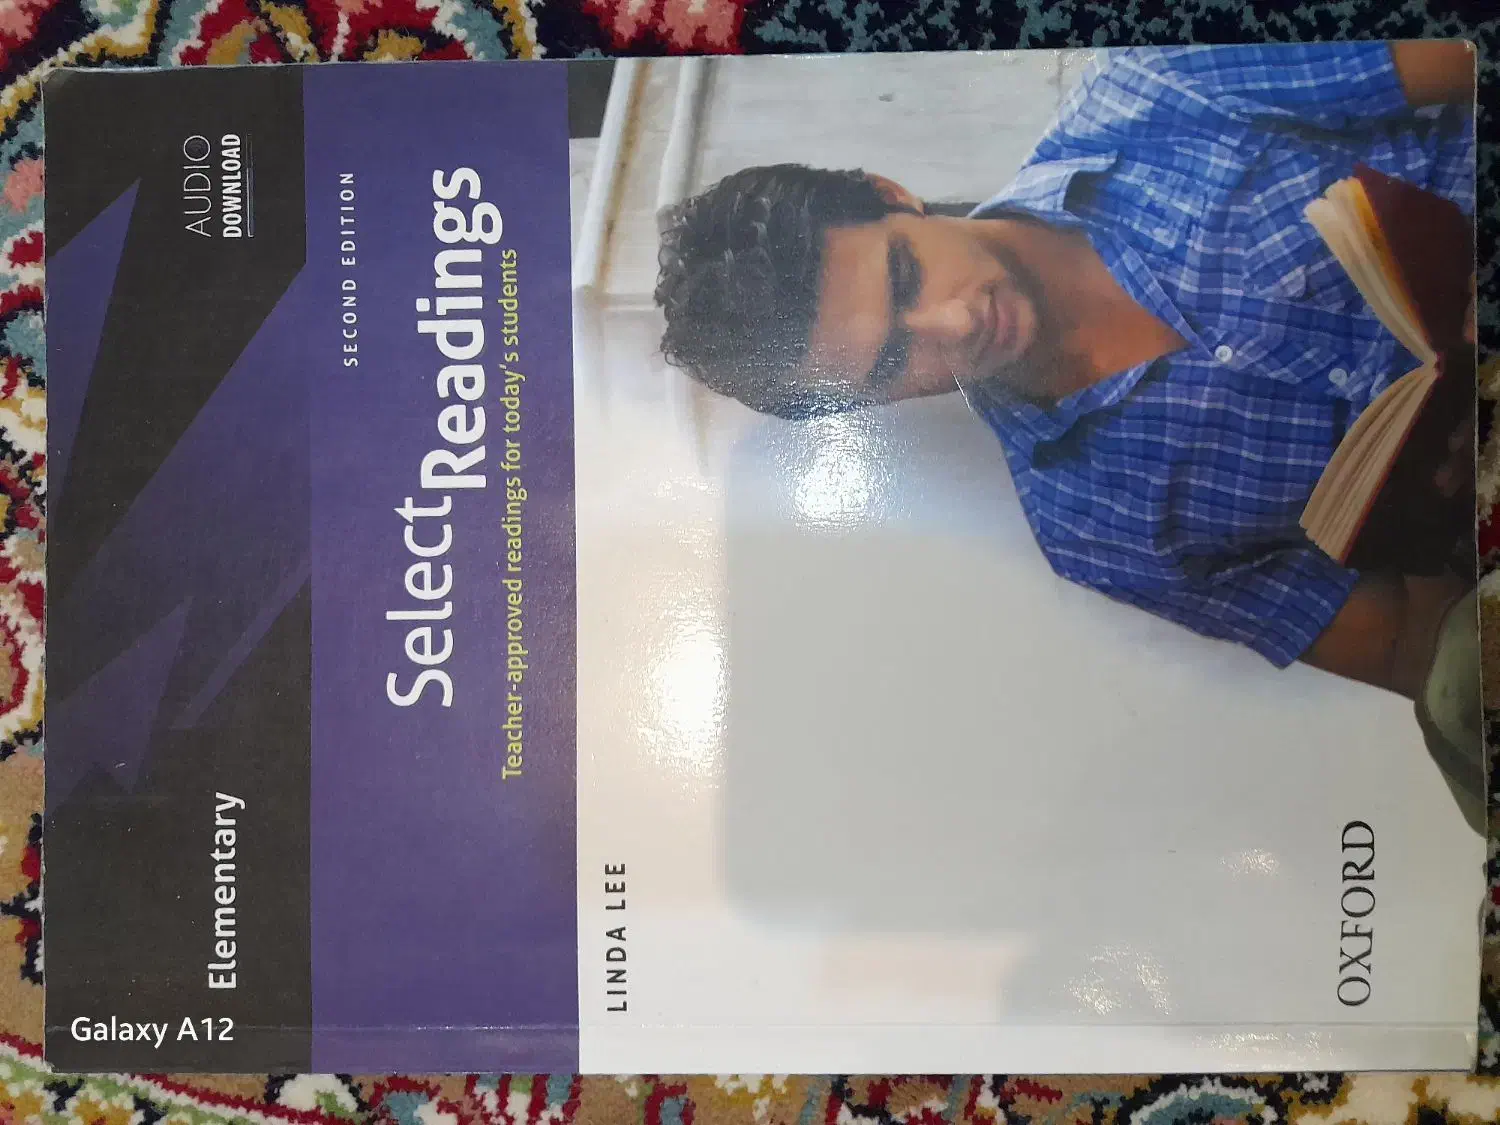 Elementary
AUDIO
DOWNLOAD
SECOND EDITION
Select Readings
Teacher-approved readings for today's students
LINDA LEE
OXFORD
Galaxy A12